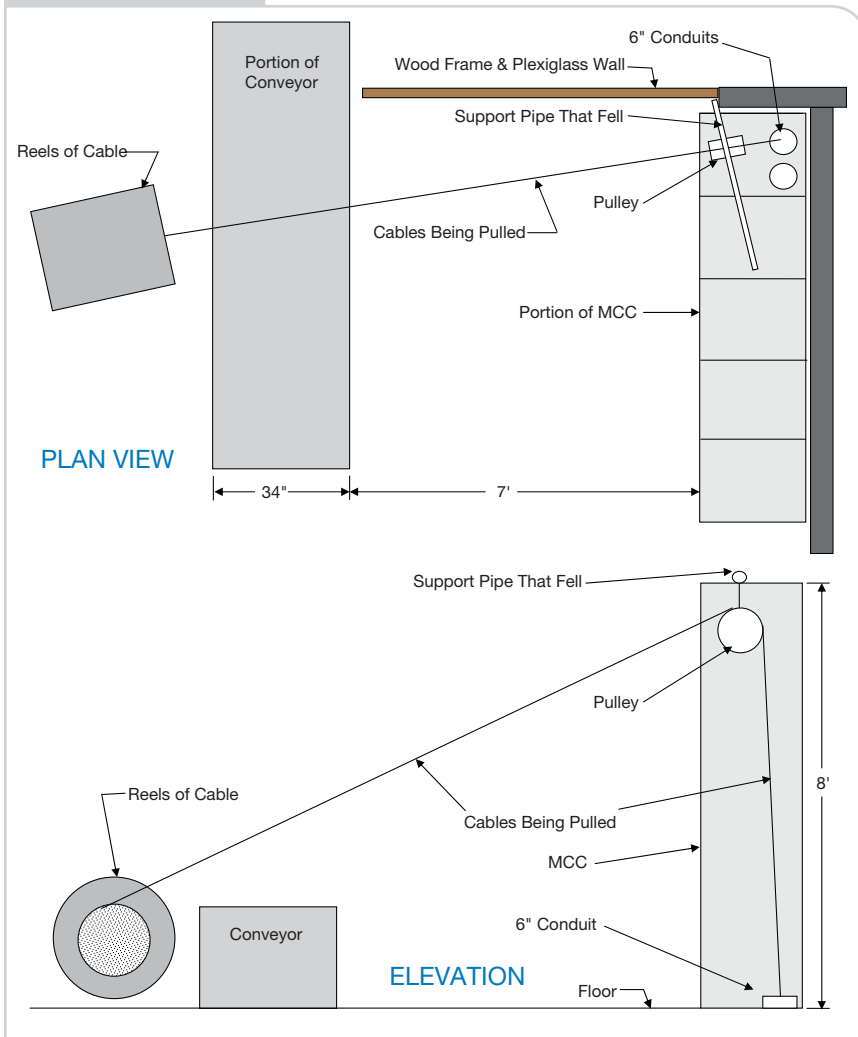 6" Conduits
Portion of
Conveyor
Wood Frame & Plexiglass Wall
Support Pipe That Fell
Reels of Cable
Pulley
Cables Being Pulled
Portion of MCC
PLAN VIEW
34"
7'
Support Pipe That Fell
Pulley
8'
Reels of Cable
Cables Being Pulled
MCC
6" Conduit
Conveyor
ELEVATION
Floor